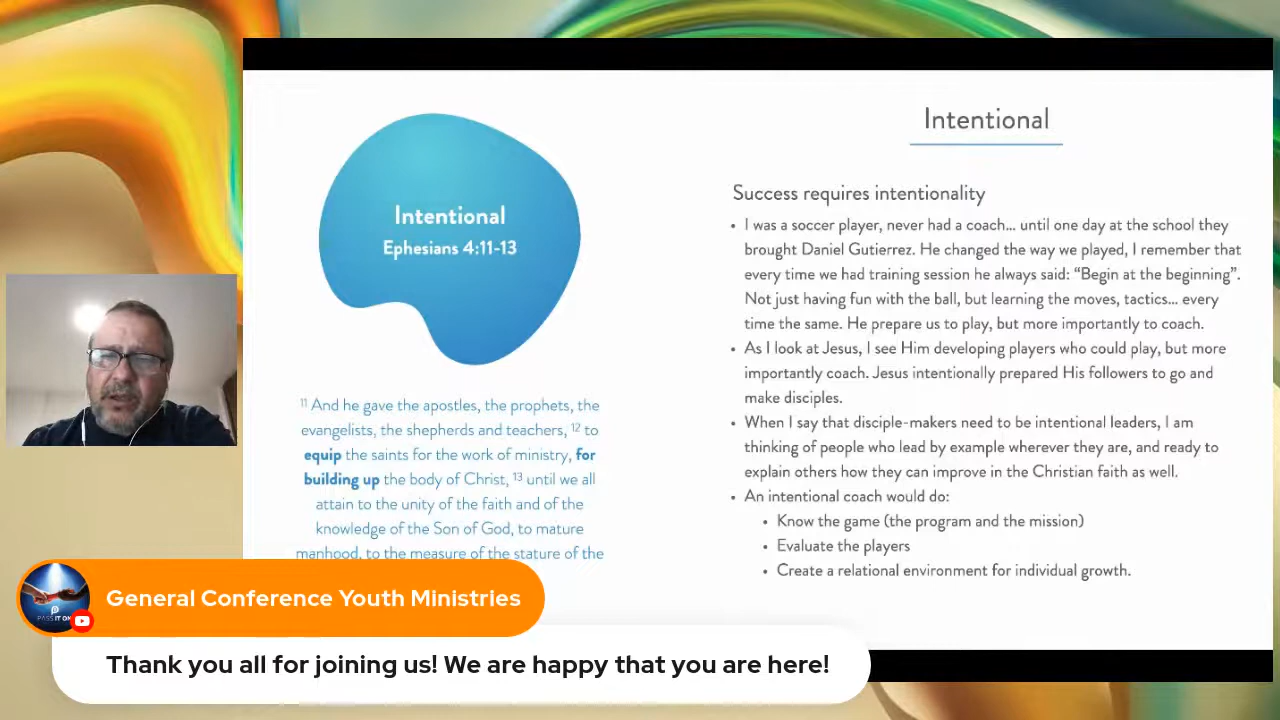 Intentional
Ephesians 4:11-13
11 And he gave the apostles, the prophets, the
evangelists, the shepherds and teachers, 12 to
equip the saints for the work of ministry, for
building up the body of Christ, 13 until we all
attain to the unity of the faith and of the
knowledge of the Son of God, to mature
manhood, to the measure of the stature of the
Intentional
Success requires intentionality
• I was a soccer player, never had a coach... until one day at the school they
brought Daniel Gutierrez. He changed the way we played, I remember that
every time we had training session he always said: “Begin at the beginning”.
Not just having fun with the ball, but learning the moves, tactics... every
time the same. He prepare us to play, but more importantly to coach.
• As I look at Jesus, I see Him developing players who could play, but more
importantly coach. Jesus intentionally prepared His followers to go and
make disciples.
• When I say that disciple-makers need to be intentional leaders, I am
thinking of people who lead by example wherever they are, and ready to
explain others how they can improve in the Christian faith as well.
• An intentional coach would do:
• Know the game (the program and the mission)
• Evaluate the players
• Create a relational environment for individual growth.
PASS IT ON
General Conference Youth Ministries
Thank you all for joining us! We are happy that you are here!